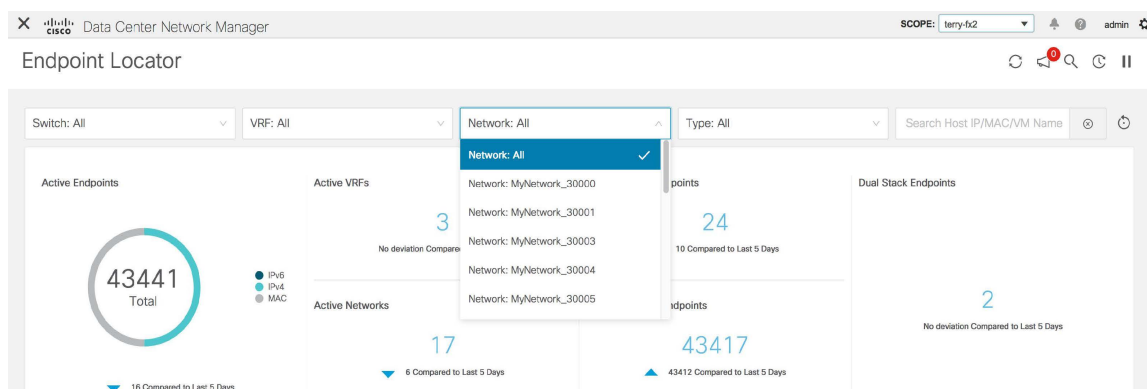 CISCO Data Center Network Manager SCOPE: terry-fx2 admin
Endpoint Locator
0
Switch: All VRF: All Network: All Type: All Search Host IP/MAC/VM Name
Network: All
Network: MyNetwork_30000
Network: MyNetwork_30001
Network: MyNetwork_30003
Network: MyNetwork_30004
Network: MyNetwork_30005
Active Endpoints
43441
Total
IPv6
IPv4
MAC
16 Compared to Last 5 Days
Active VRFs
3
No deviation Compare
Active Networks
17
6 Compared to Last 5 Days
points
24
10 Compared to Last 5 Days
dpoints
43417
43412 Compared to Last 5 Days
Dual Stack Endpoints
2
No deviation Compared to Last 5 Days